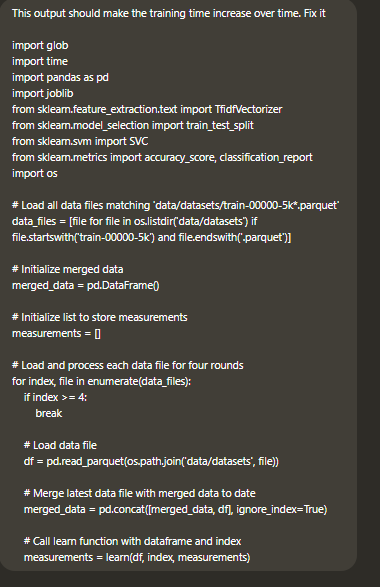 This output should make the training time increase over time. Fix it
import glob
import time
import pandas as pd
import joblib
from sklearn.feature_extraction.text import TfidfVectorizer
from sklearn.model_selection import train_test_split
from sklearn.svm import SVC
from sklearn.metrics import accuracy_score, classification_report
import os
# Load all data files matching 'data/datasets/train-00000-5k*.parquet'
data_files = [file for file in os.listdir('data/datasets') if
file.startswith('train-00000-5k') and file.endswith('.parquet')]
# Initialize merged data
merged_data = pd.DataFrame()
# Initialize list to store measurements
measurements = []
# Load and process each data file for four rounds
for index, file in enumerate(data_files):
    if index >= 4:
        break
    # Load data file
    df = pd.read_parquet(os.path.join('data/datasets', file))
    # Merge latest data file with merged data to date
    merged_data = pd.concat([merged_data, df], ignore_index=True)
    # Call learn function with dataframe and index
    measurements = learn(df, index, measurements)